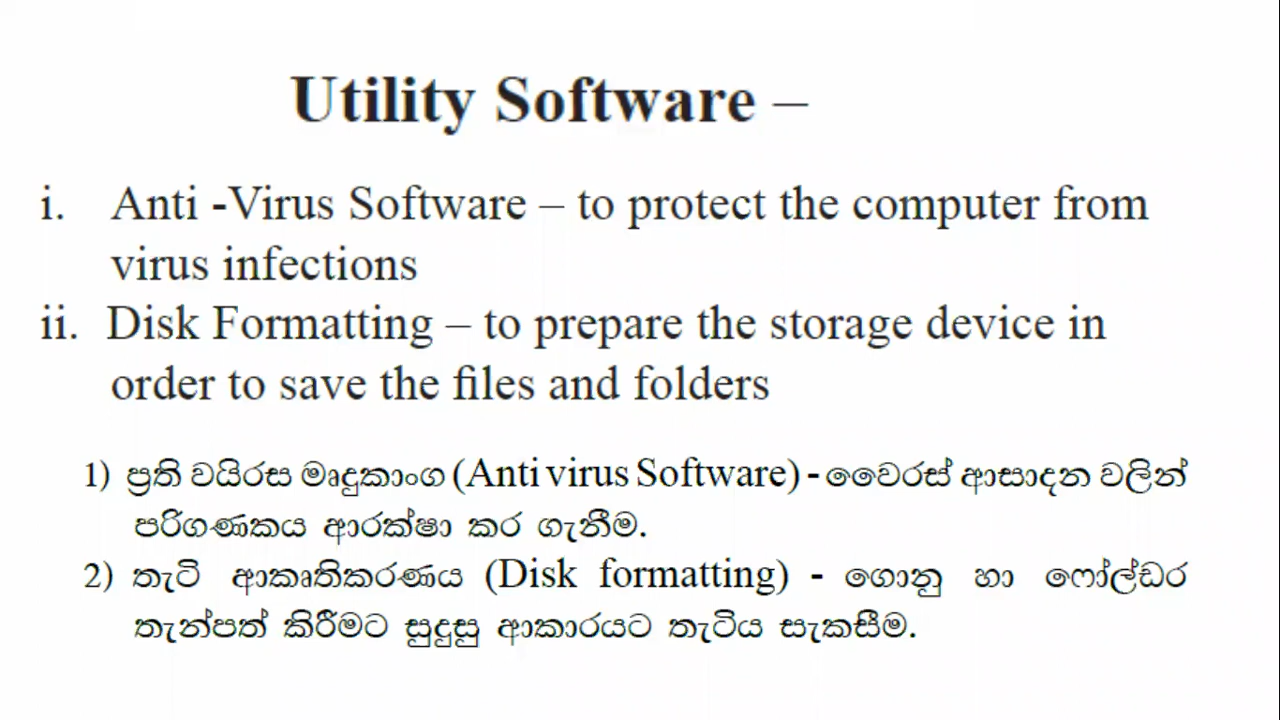 Utility Software –
i. Anti -Virus Software – to protect the computer from
virus infections
ii. Disk Formatting – to prepare the storage device in
order to save the files and folders
1) ප්‍රති වයිරස මෘදුකාංග (Anti virus Software) - වෛරස් ආසාදන වලින්
පරිගණකය ආරක්ෂා කර ගැනීම.
2) තැටි ආකෘතිකරණය (Disk formatting) - ගොනු හා ෆෝල්ඩර
තැන්පත් කිරීමට සුදුසු ආකාරයට තැටිය සැකසීම.